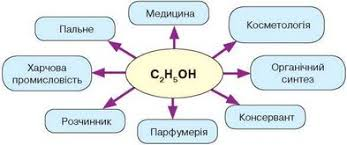 Медицина
Пальне
Косметологія
Харчова
промисловість
C₂H₅OH
Органічний
синтез
Розчинник
Парфумерія
Консервант